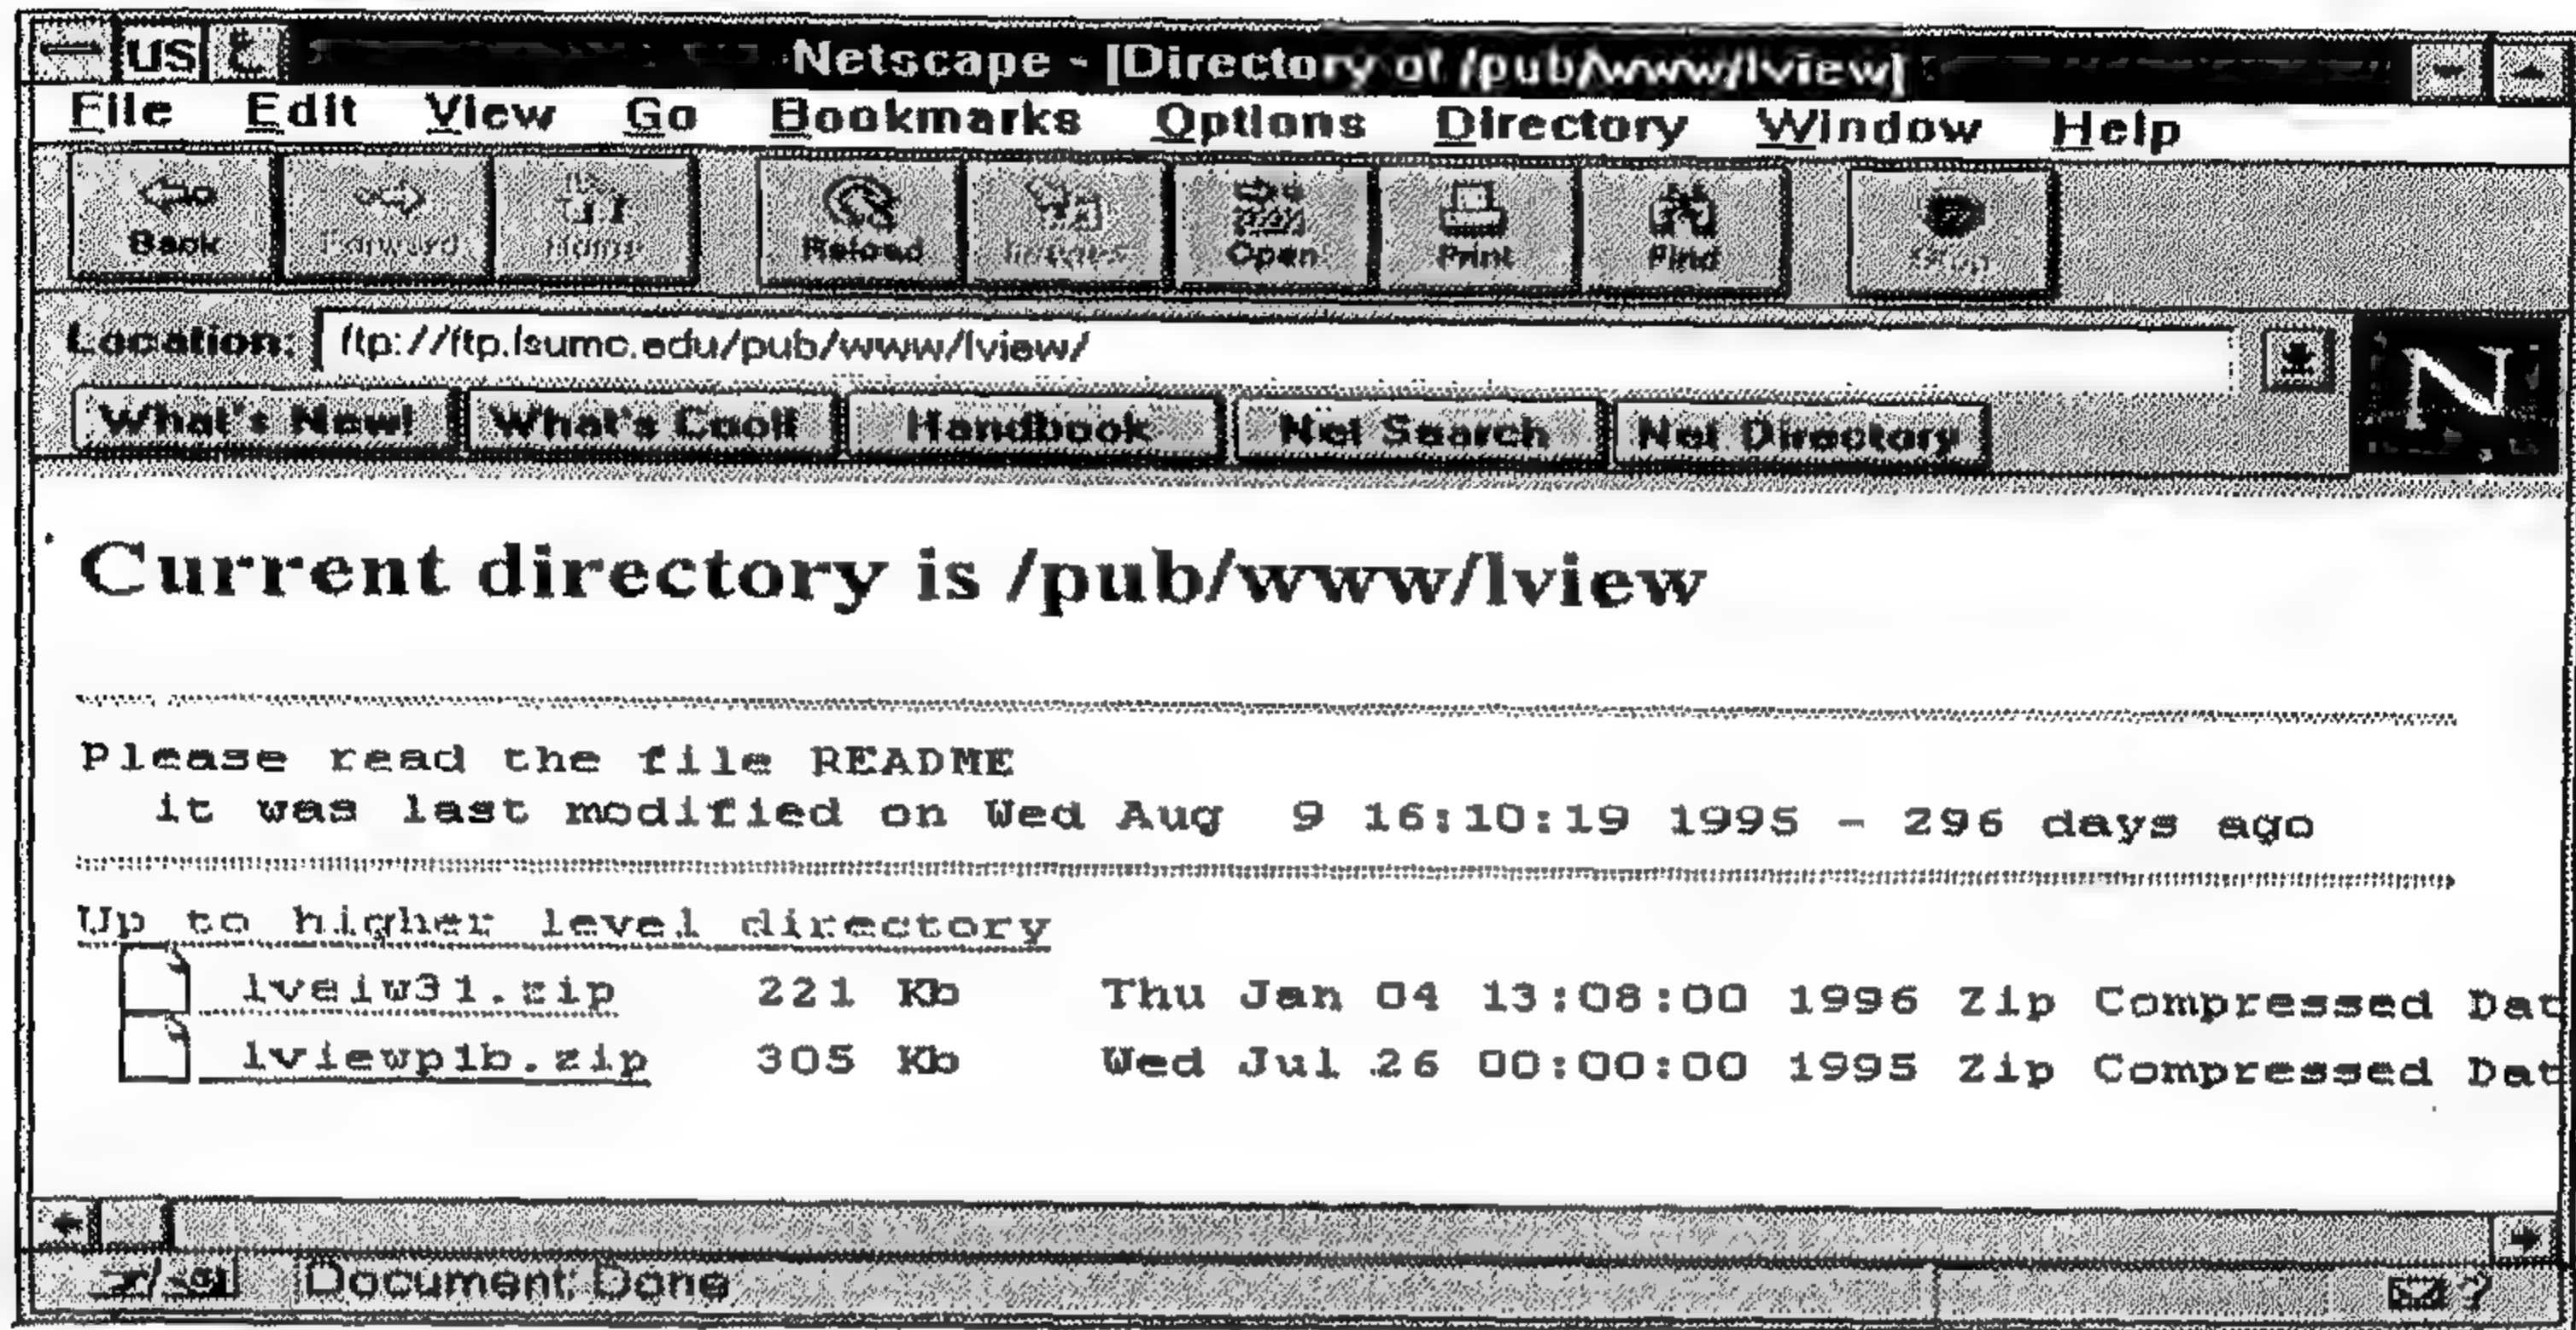 US
Netscape - [Directory of /pub/www/lview]
File Edit View Go Bookmarks Options Directory Window Help
Back Forward Home Reload Images Open Print Find Stop
Location: ftp://ftp.lsumc.edu/pub/www/lview/
N
What's New! What's Cool! Handbook Net Search Net Directory
Current directory is /pub/www/lview
Please read the file README
it was last modified on Wed Aug 9 16:10:19 1995 - 296 days ago
Up to higher level directory
lveiw31.zip 221 Kb Thu Jan 04 13:08:00 1996 Zip Compressed Dat
lviewp1b.zip 305 Kb Wed Jul 26 00:00:00 1995 Zip Compressed Dat
Document: Done
?